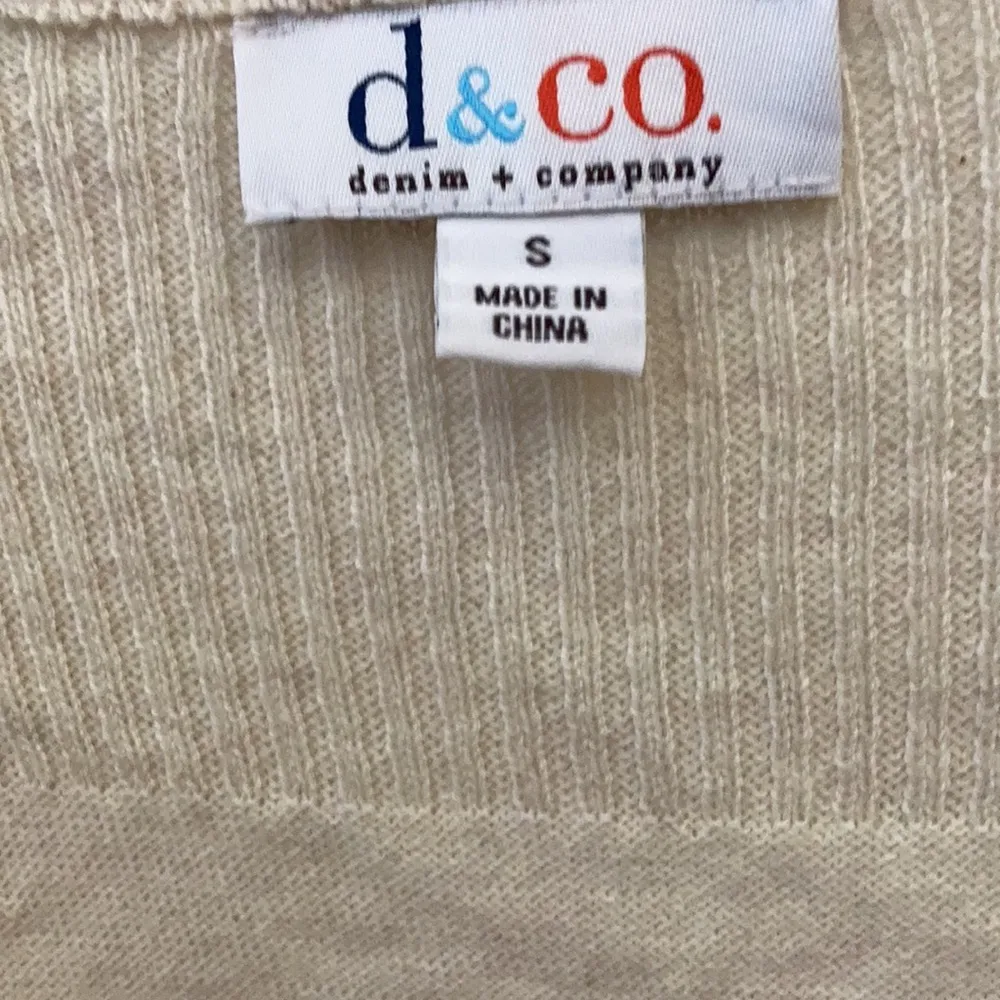 d&co.
denim + company
S
MADE IN
CHINA